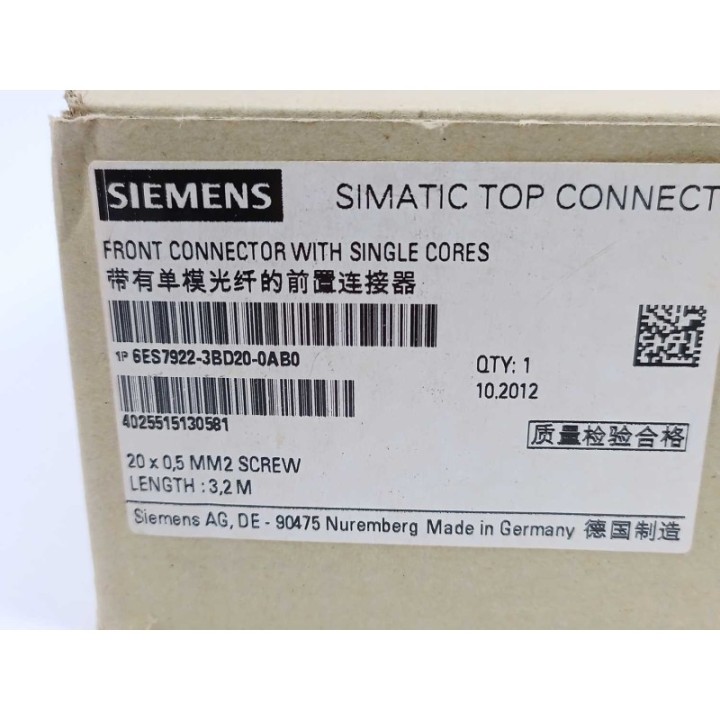 SIEMENS
SIMATIC TOP CONNECT
FRONT CONNECTOR WITH SINGLE CORES
带有单模光纤的前置连接器
1P 6ES7922-3BD20-0AB0
QTY: 1
10.2012
4025515130581
质量检验合格
20 x 0,5 MM2 SCREW
LENGTH : 3,2 M
Siemens AG, DE - 90475 Nuremberg Made in Germany 德国制造